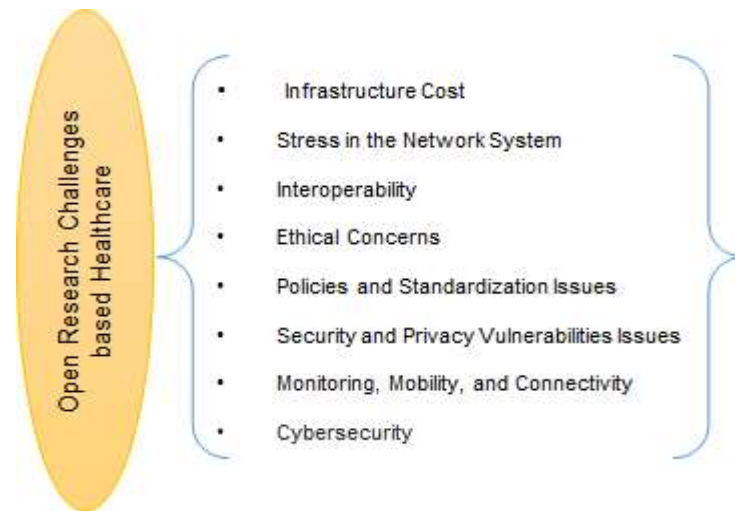 Open Research Challenges
based Healthcare
• Infrastructure Cost
• Stress in the Network System
• Interoperability
• Ethical Concerns
• Policies and Standardization Issues
• Security and Privacy Vulnerabilities Issues
• Monitoring, Mobility, and Connectivity
• Cybersecurity